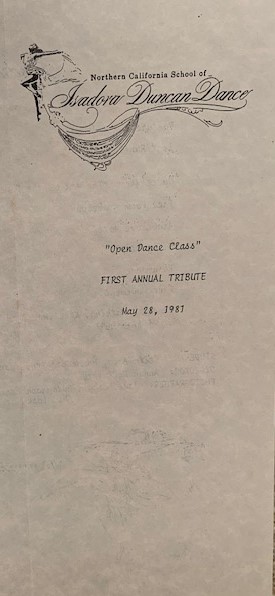 Northern California School of
Isadora Duncan Dance
"Open Dance Class"
FIRST ANNUAL TRIBUTE
May 28, 1987